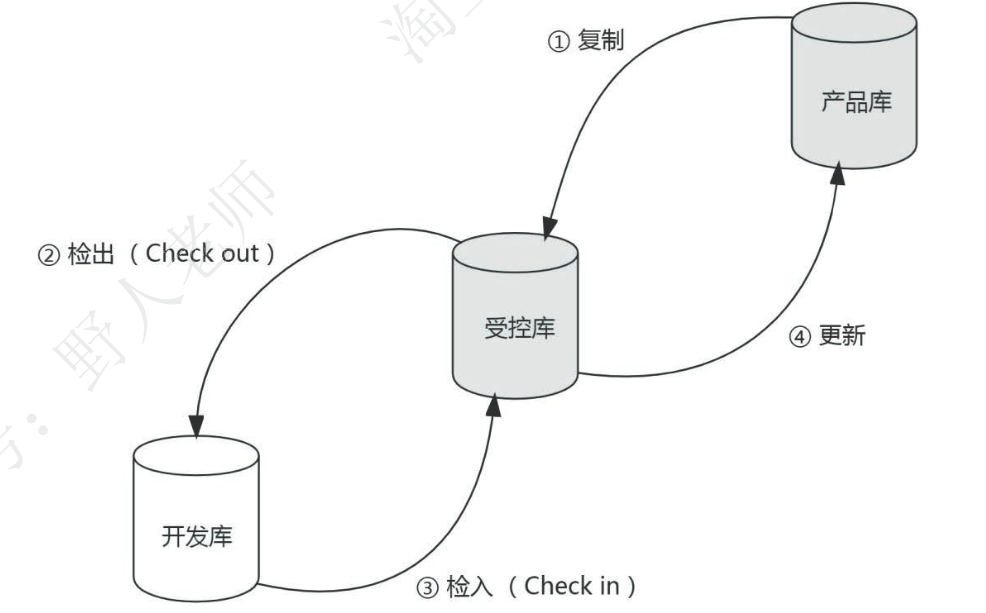 ① 复制
产品库
② 检出 ( Check out )
受控库
④ 更新
开发库
③ 检入 ( Check in )
野人老师
淘
号：